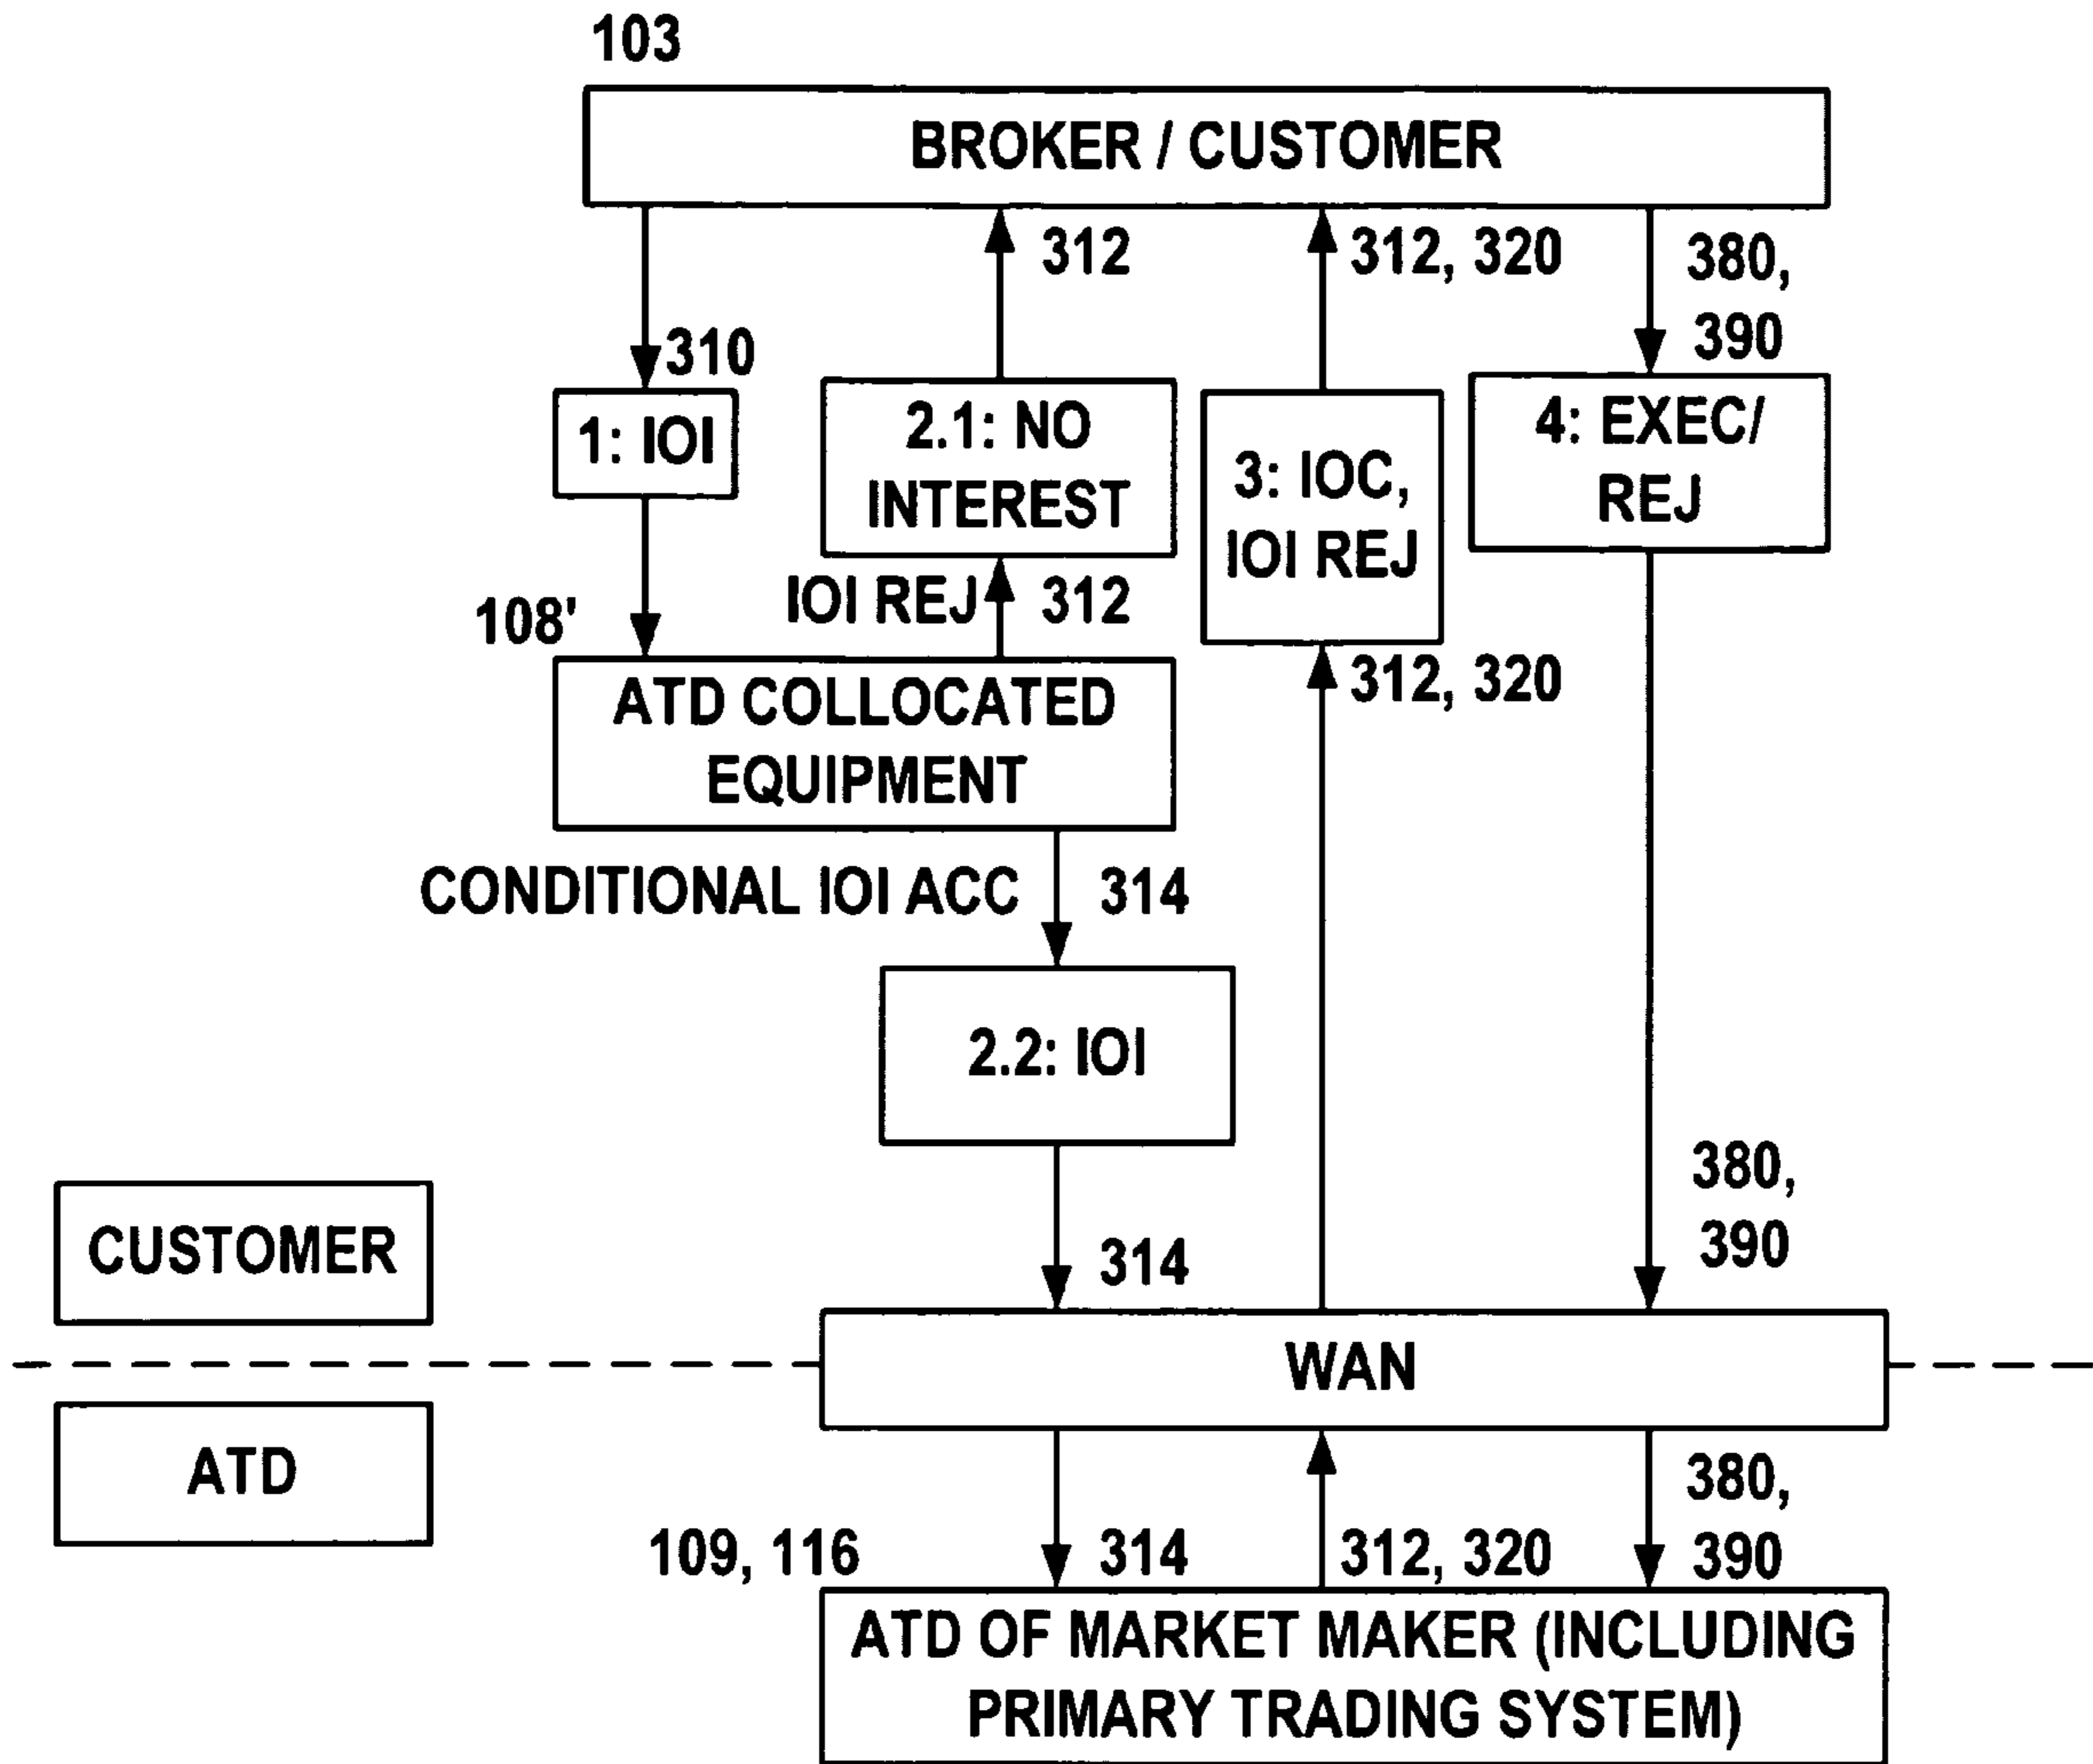 103
BROKER / CUSTOMER
312
312, 320
380,
390
310
1: IOI
2.1: NO
INTEREST
3: IOC,
IOI REJ
4: EXEC/
REJ
IOI REJ
312
108'
312, 320
ATD COLLOCATED
EQUIPMENT
CONDITIONAL IOI ACC
314
2.2: IOI
380,
390
314
CUSTOMER
WAN
ATD
380,
390
109, 116
314
312, 320
ATD OF MARKET MAKER (INCLUDING
PRIMARY TRADING SYSTEM)